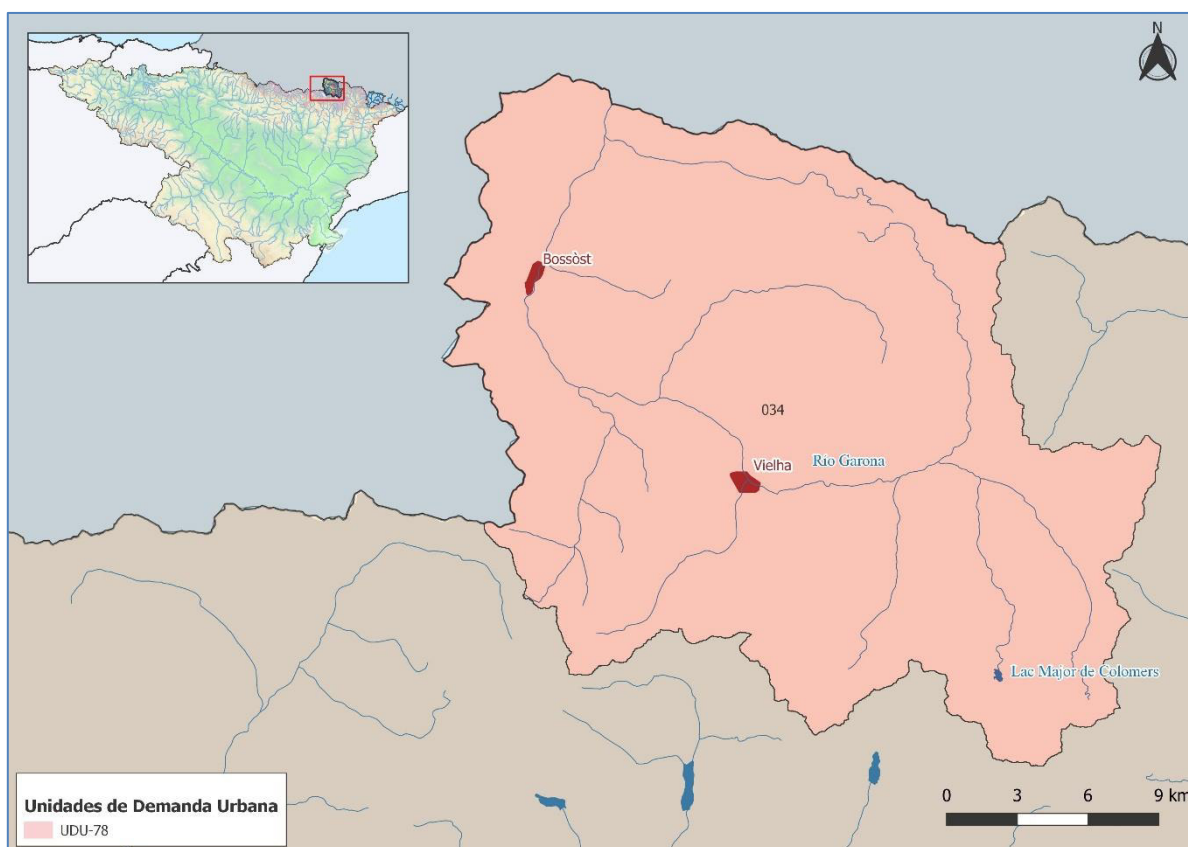 N
Bossòst
034
Vielha
Río Garona
Lac Major de Colomers
Unidades de Demanda Urbana
UDU-78
0 3 6 9 km